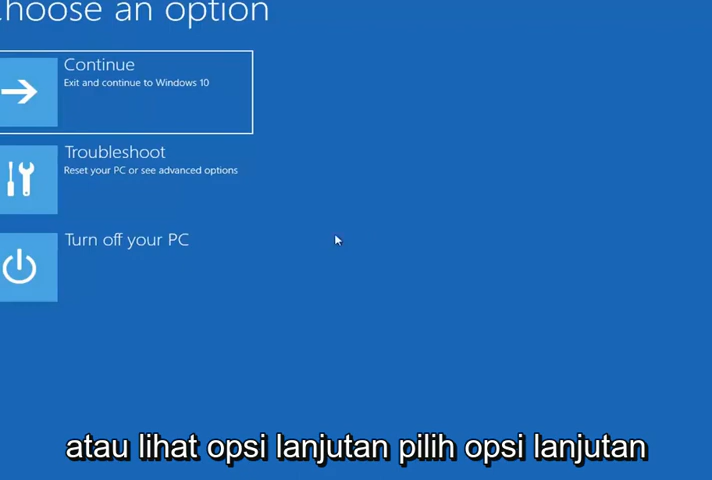 hoose an option
Continue
Exit and continue to Windows 10
Troubleshoot
Reset your PC or see advanced options
Turn off your PC
atau lihat opsi lanjutan pilih opsi lanjutan